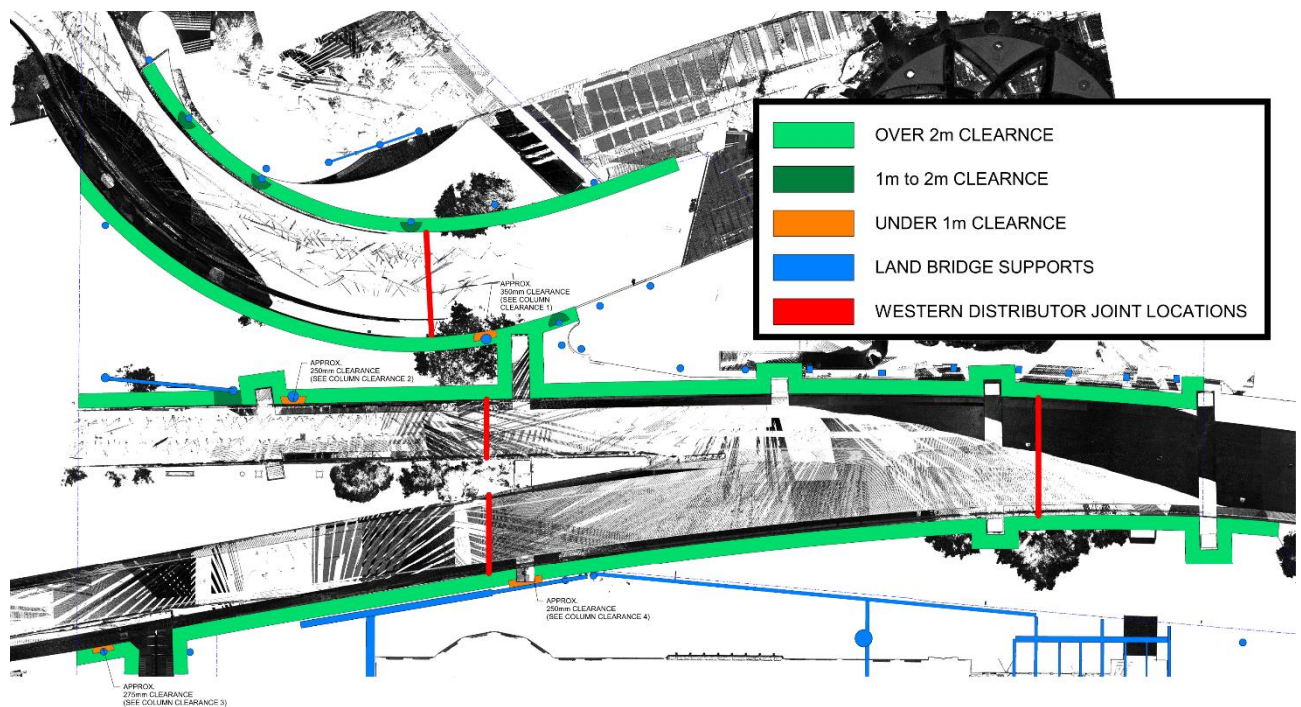 OVER 2m CLEARNCE
1m to 2m CLEARNCE
UNDER 1m CLEARNCE
LAND BRIDGE SUPPORTS
WESTERN DISTRIBUTOR JOINT LOCATIONS
APPROX.
350mm CLEARANCE
(SEE COLUMN
CLEARANCE 1)
APPROX.
250mm CLEARANCE
(SEE COLUMN CLEARANCE 2)
APPROX.
250mm CLEARANCE
(SEE COLUMN CLEARANCE 4)
APPROX.
275mm CLEARANCE
(SEE COLUMN CLEARANCE 3)